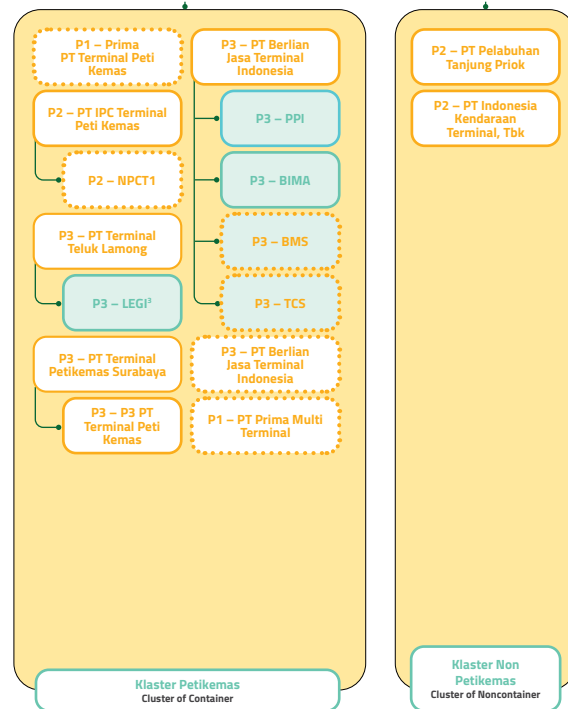 P1 – Prima
PT Terminal Peti
Kemas
P2 – PT IPC Terminal
Peti Kemas
P2 – NPCT1
P3 – PT Terminal
Teluk Lamong
P3 – LEGI³
P3 – PT Terminal
Petikemas Surabaya
P3 – P3 PT
Terminal Peti
Kemas
P3 – PT Berlian
Jasa Terminal
Indonesia
P3 – PPI
P3 – BIMA
P3 – BMS
P3 – TCS
P3 – PT Berlian
Jasa Terminal
Indonesia
P1 – PT Prima Multi
Terminal
Klaster Petikemas
Cluster of Container
P2 – PT Pelabuhan
Tanjung Priok
P2 – PT Indonesia
Kendaraan
Terminal, Tbk
Klaster Non
Petikemas
Cluster of Noncontainer